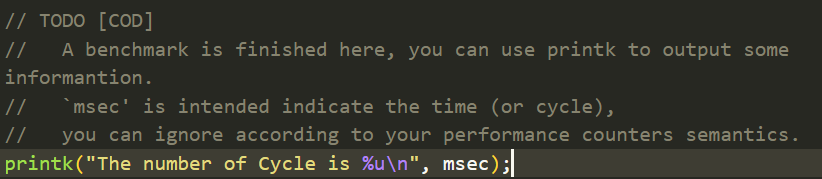 // TODO [COD]
//   A benchmark is finished here, you can use printk to output some
informantion.
//   `msec' is intended indicate the time (or cycle),
//   you can ignore according to your performance counters semantics.
printk("The number of Cycle is %u\n", msec);